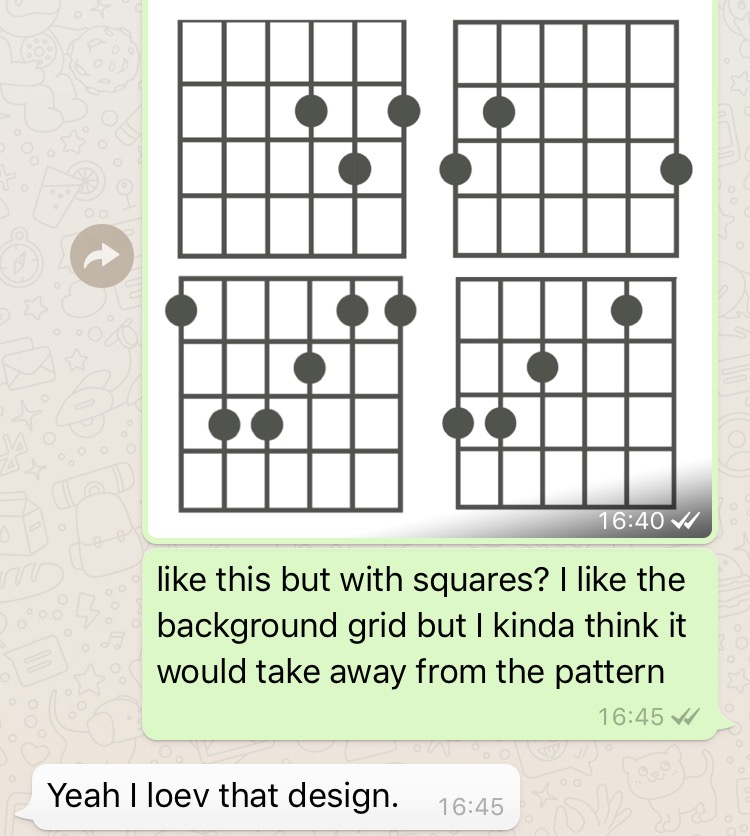 16:40
like this but with squares? I like the
background grid but I kinda think it
would take away from the pattern
16:45
Yeah I loev that design. 16:45